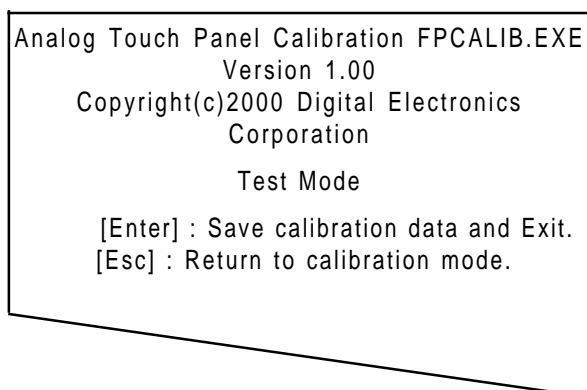 Analog Touch Panel Calibration FPCALIB.EXE
Version 1.00
Copyright(c)2000 Digital Electronics
Corporation
Test Mode
[Enter] : Save calibration data and Exit.
[Esc] : Return to calibration mode.